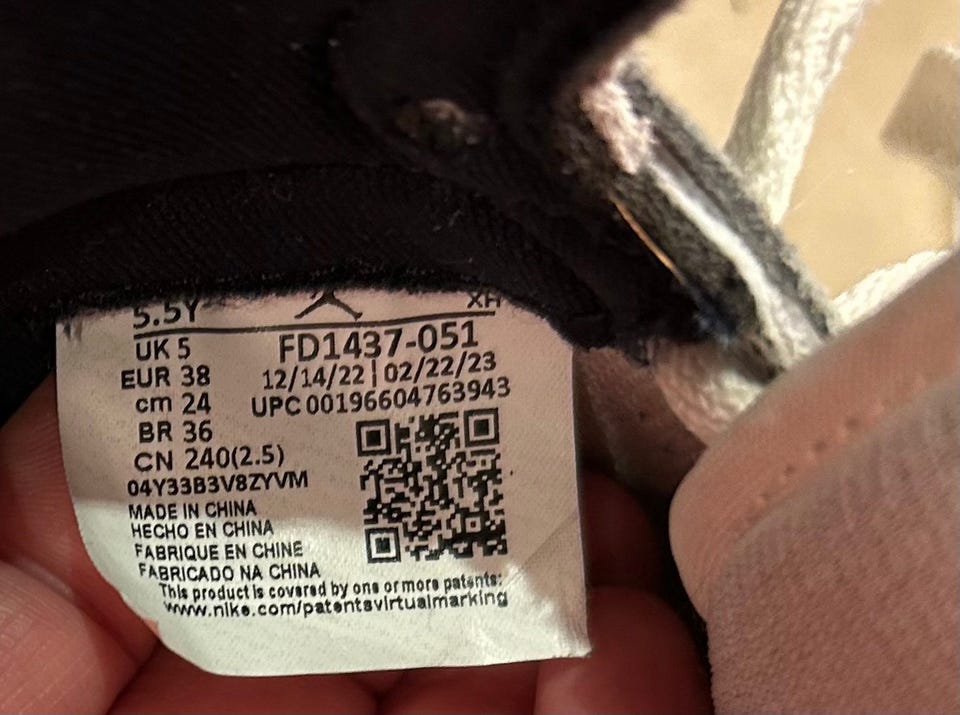 5.5Y XH
UK 5 FD1437-051
EUR 38 12/14/22 | 02/22/23
cm 24 UPC 00196604763943
BR 36
CN 240(2.5)
04Y33B3V8ZYVM
MADE IN CHINA
HECHO EN CHINA
FABRIQUE EN CHINE
FABRICADO NA CHINA
This product is covered by one or more patents:
www.nike.com/patentsvirtualmarking